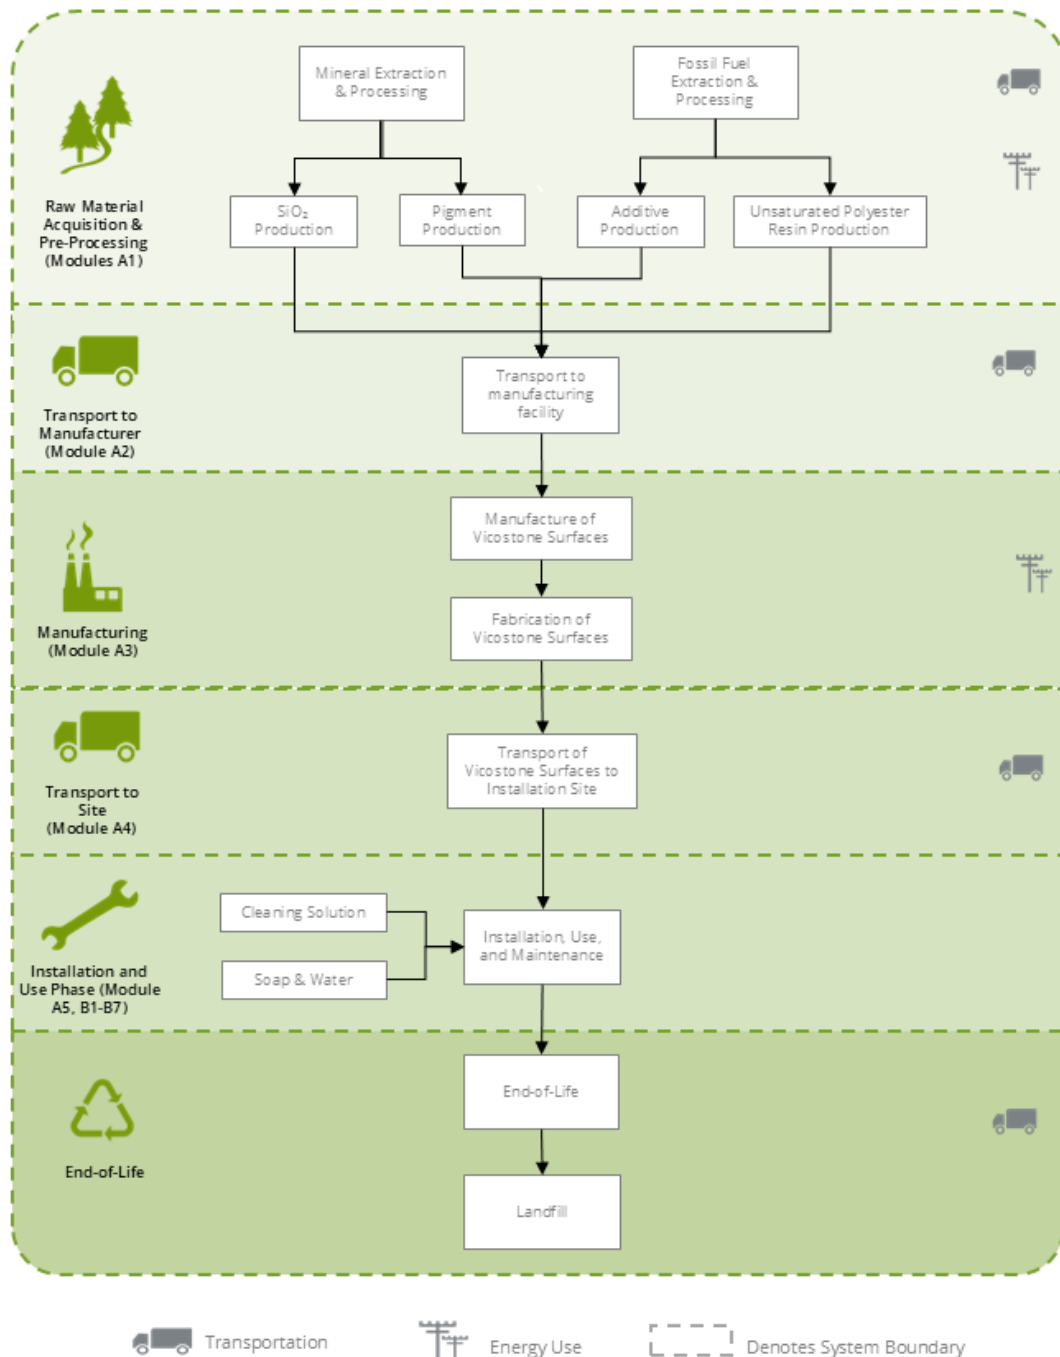 Mineral Extraction
& Processing
Fossil Fuel
Extraction &
Processing
Raw Material
Acquisition &
Pre-Processing
(Modules A1)
SiO₂
Production
Pigment
Production
Additive
Production
Unsaturated Polyester
Resin Production
Transport to
Manufacturer
(Module A2)
Transport to
manufacturing
facility
Manufacturing
(Module A3)
Manufacture of
Vicostone Surfaces
Fabrication of
Vicostone Surfaces
Transport to
Site
(Module A4)
Transport of
Vicostone Surfaces to
Installation Site
Installation and
Use Phase (Module
A5, B1-B7)
Cleaning Solution
Soap & Water
Installation, Use,
and Maintenance
End-of-Life
End-of-Life
Landfill
Transportation
Energy Use
Denotes System Boundary